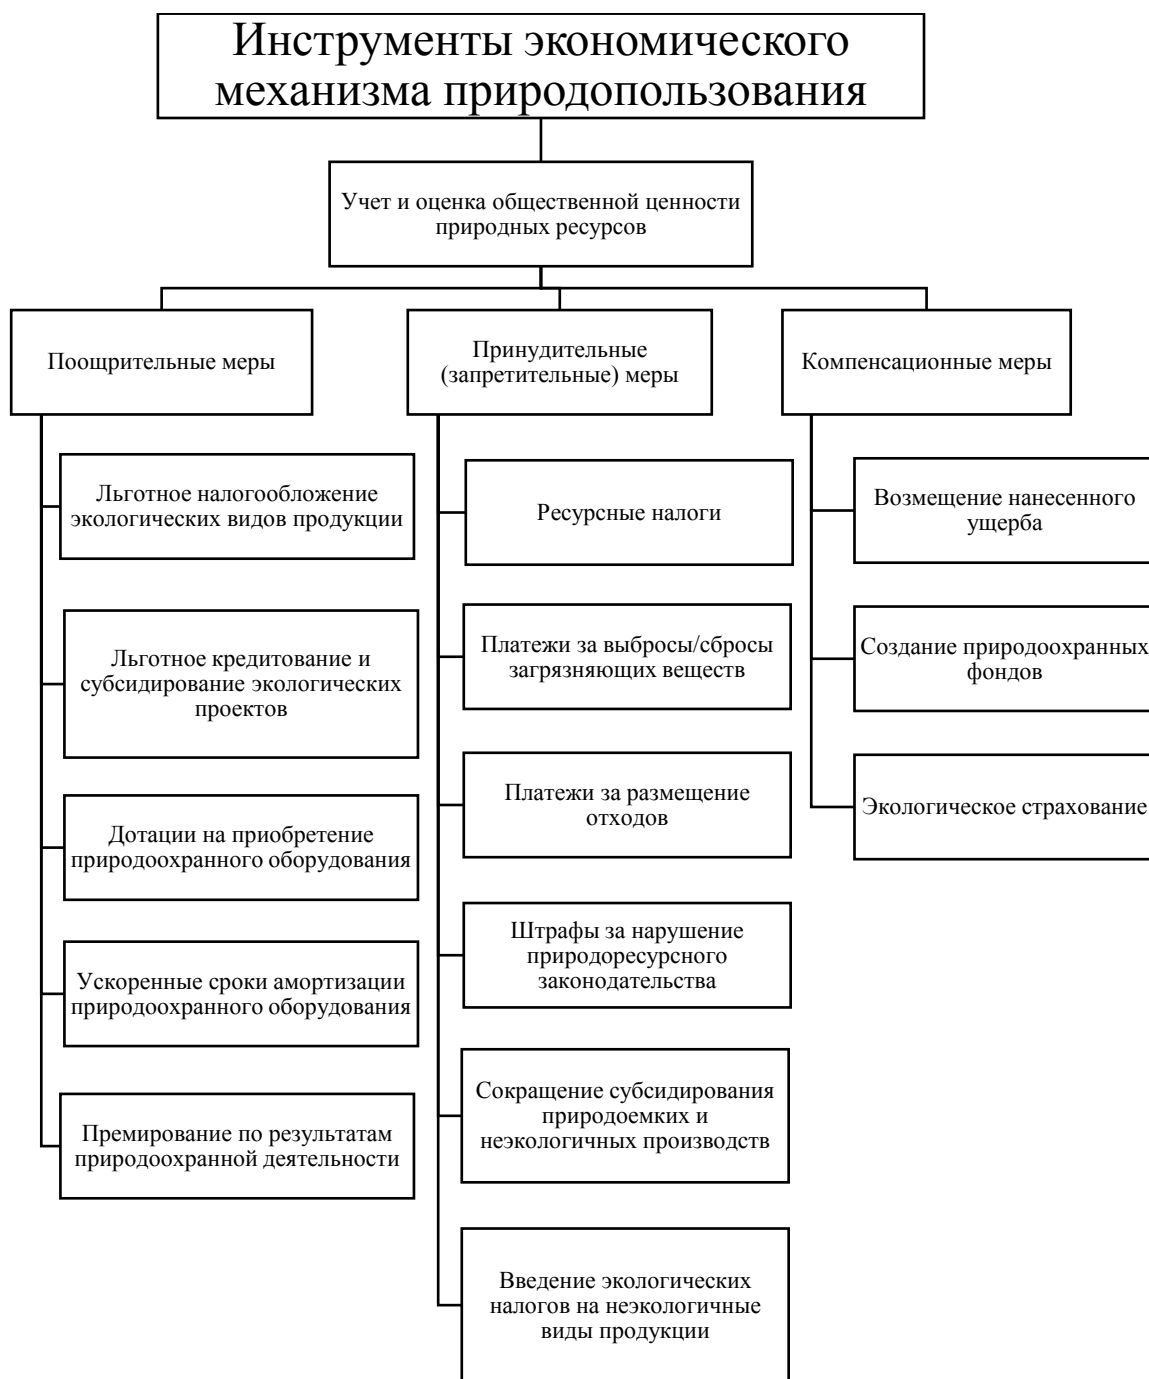 Инструменты экономического
механизма природопользования
Учет и оценка общественной ценности
природных ресурсов
Поощрительные меры
Принудительные
(запретительные) меры
Компенсационные меры
Льготное налогообложение
экологических видов продукции
Льготное кредитование и
субсидирование экологических
проектов
Дотации на приобретение
природоохранного оборудования
Ускоренные сроки амортизации
природоохранного оборудования
Премирование по результатам
природоохранной деятельности
Ресурсные налоги
Платежи за выбросы/сбросы
загрязняющих веществ
Платежи за размещение
отходов
Штрафы за нарушение
природоресурсного
законодательства
Сокращение субсидирования
природоемких и
неэкологичных производств
Введение экологических
налогов на неэкологичные
виды продукции
Возмещение нанесенного
ущерба
Создание природоохранных
фондов
Экологическое страхование